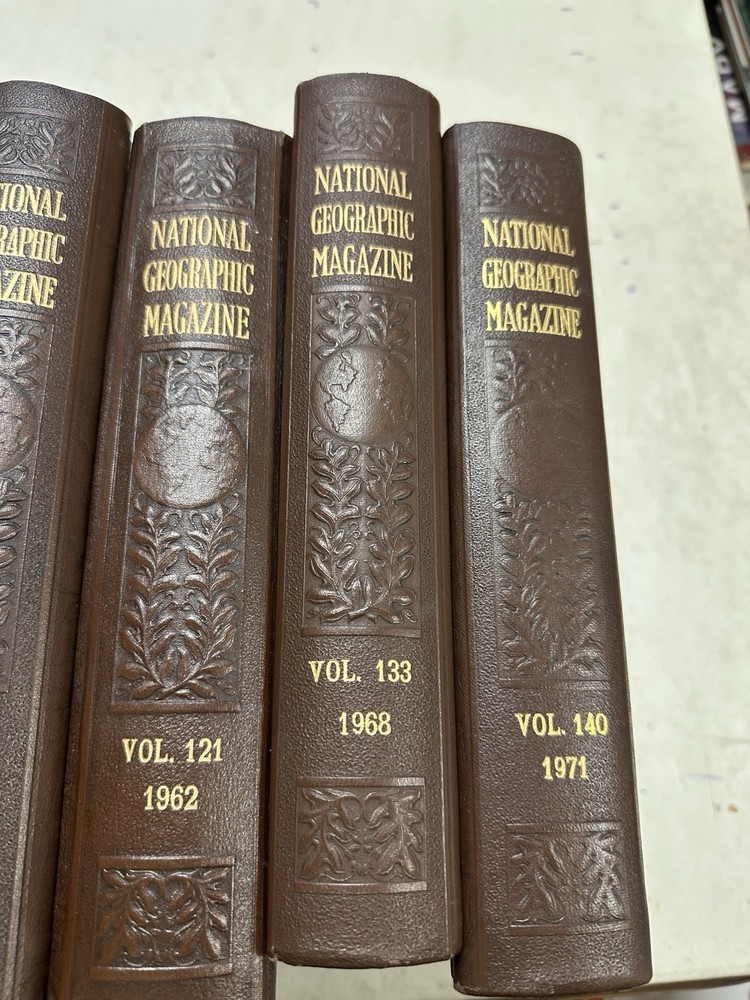 NATIONAL
GEOGRAPHIC
MAGAZINE
VOL. 121
1962
NATIONAL
GEOGRAPHIC
MAGAZINE
VOL. 133
1968
NATIONAL
GEOGRAPHIC
MAGAZINE
VOL. 140
1971